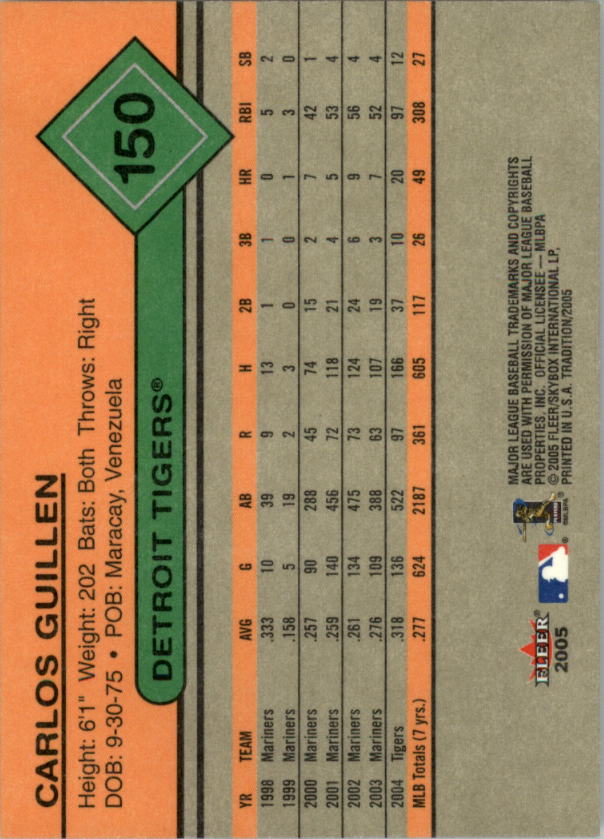 CARLOS GUILLEN
Height: 6'1" Weight: 202 Bats: Both Throws: Right
DOB: 9-30-75 • POB: Maracay, Venezuela
150
DETROIT TIGERS®
YR TEAM AVG G AB R H 2B 3B HR RBI SB
1998 Mariners .333 10 39 9 13 1 1 0 5 2
1999 Mariners .158 5 19 2 3 0 0 1 3 0
2000 Mariners .257 90 288 45 74 15 2 7 42 1
2001 Mariners .259 140 456 72 118 21 4 5 53 4
2002 Mariners .261 134 475 73 124 24 6 9 56 4
2003 Mariners .276 109 388 63 107 19 3 7 52 4
2004 Tigers .318 136 522 97 166 37 10 20 97 12
MLB Totals (7 yrs.) .277 624 2187 361 605 117 26 49 308 27
FLEER®
2005
®
®
©MLBPA
MAJOR LEAGUE BASEBALL TRADEMARKS AND COPYRIGHTS
ARE USED WITH PERMISSION OF MAJOR LEAGUE BASEBALL
PROPERTIES, INC. OFFICIAL LICENSEE — MLBPA
© 2005 FLEER/SKYBOX INTERNATIONAL LP,
PRINTED IN U.S.A. TRADITION/2005